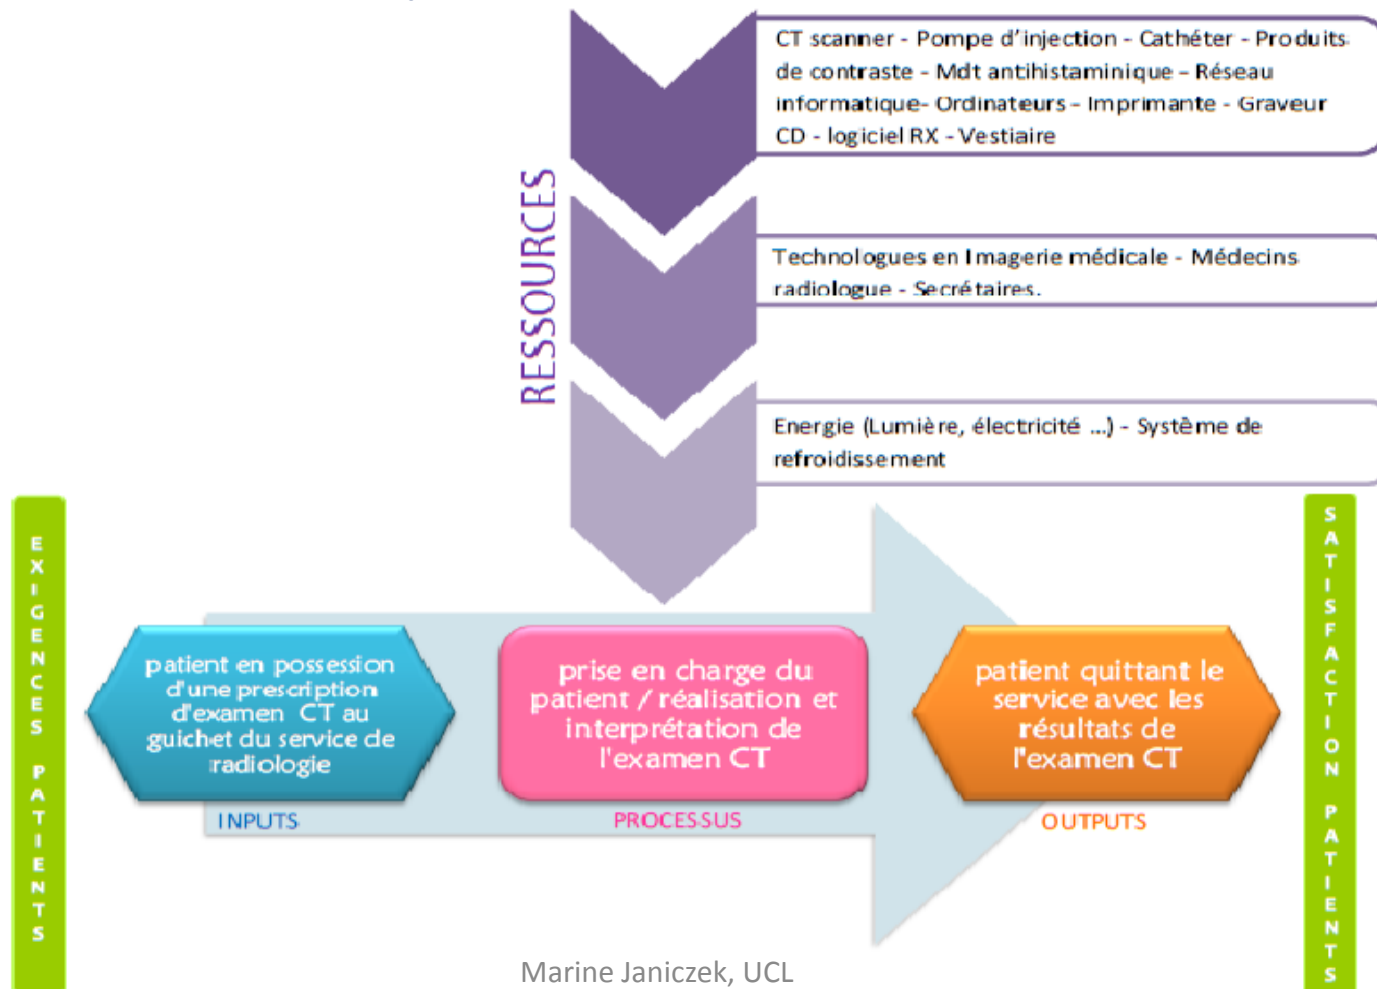 CT scanner - Pompe d'injection - Cathéter - Produits
de contraste - Mdt antihistaminique - Réseau
informatique- Ordinateurs - Imprimante - Graveur
CD - logiciel RX - Vestiaire
RESSOURCES
Technologues en Imagerie médicale - Médecins
radiologue - Secrétaires.
Energie (Lumière, électricité ...) - Système de
refroidissement
EXIGENCES PATIENTS
patient en possession
d'une prescription
d'examen CT au
guichet du service de
radiologie
INPUTS
prise en charge du
patient / réalisation et
interprétation de
l'examen CT
PROCESSUS
patient quittant le
service avec les
résultats de
l'examen CT
OUTPUTS
SATISFACTION PATIENTS
Marine Janiczek, UCL